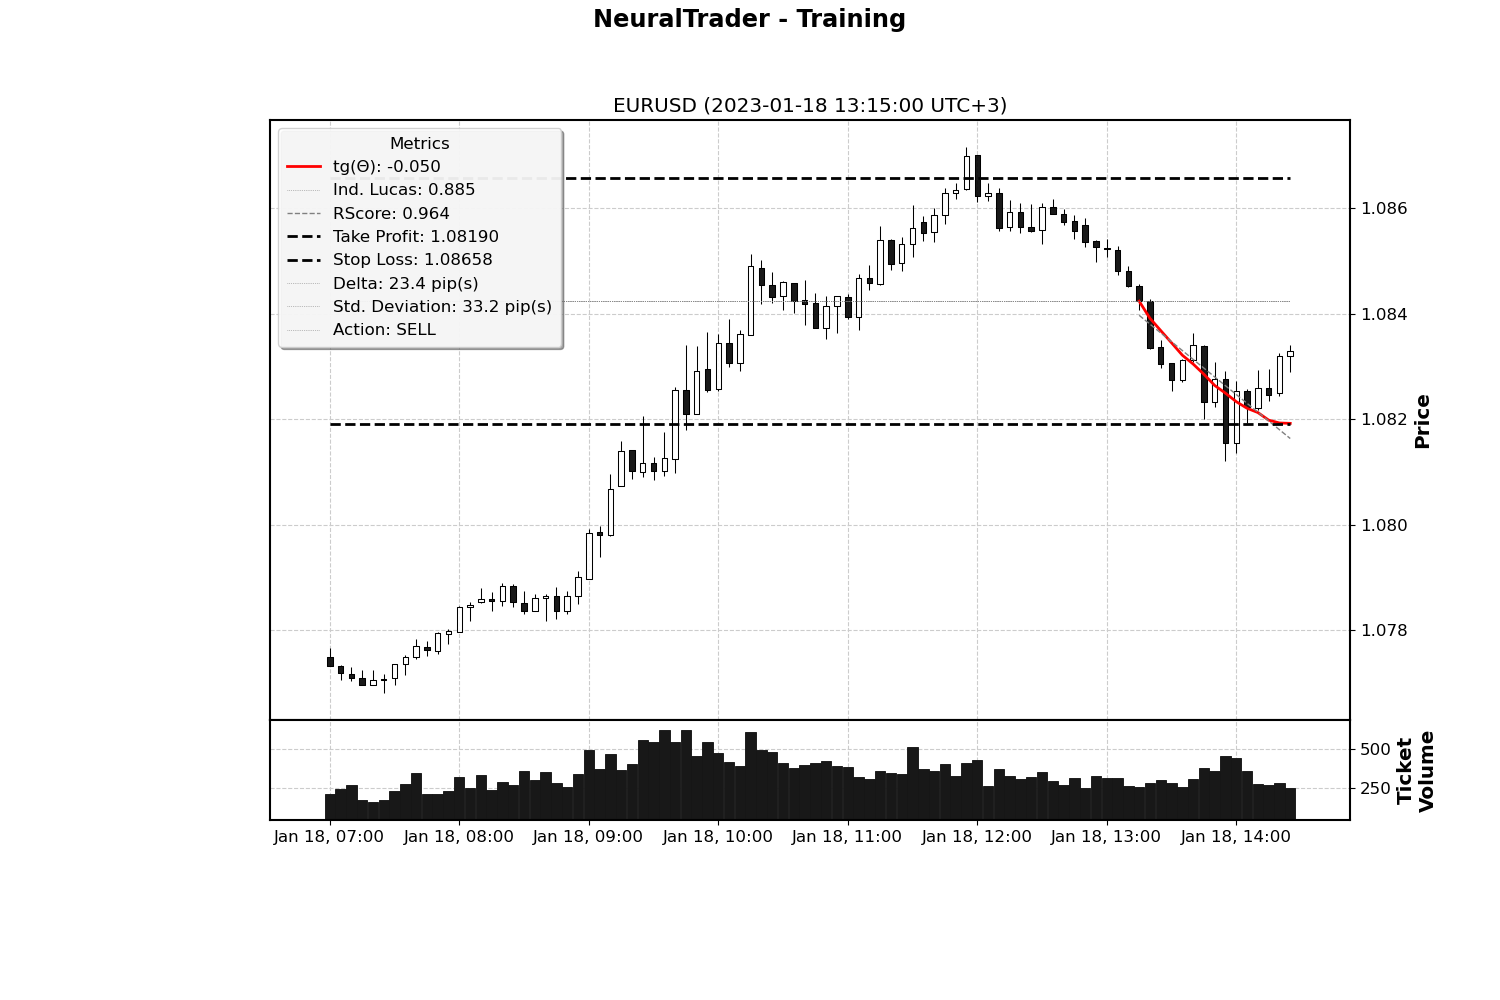 NeuralTrader - Training
EURUSD (2023-01-18 13:15:00 UTC+3)
Metrics
tg(Θ): -0.050
Ind. Lucas: 0.885
RScore: 0.964
Take Profit: 1.08190
Stop Loss: 1.08658
Delta: 23.4 pip(s)
Std. Deviation: 33.2 pip(s)
Action: SELL
1.086
1.084
1.082
1.080
1.078
Price
500
250
Ticket
Volume
Jan 18, 07:00 Jan 18, 08:00 Jan 18, 09:00 Jan 18, 10:00 Jan 18, 11:00 Jan 18, 12:00 Jan 18, 13:00 Jan 18, 14:00